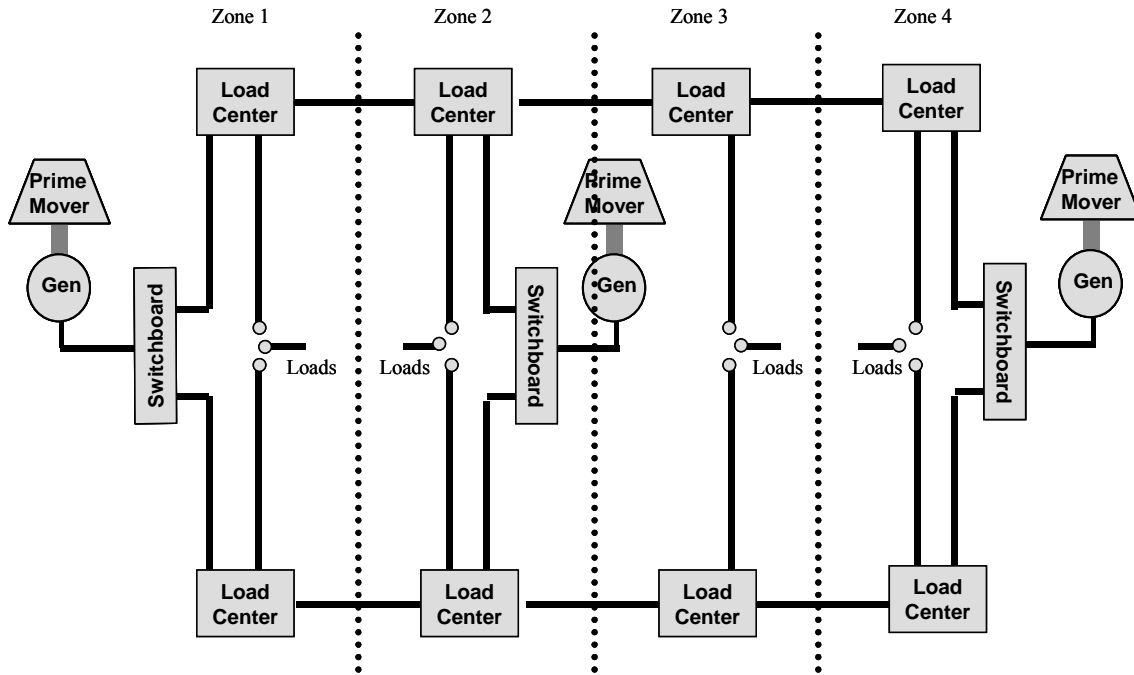 Zone 1
Zone 2
Zone 3
Zone 4
Load
Center
Load
Center
Load
Center
Load
Center
Prime
Mover
Prime
Mover
Prime
Mover
Gen
Gen
Gen
Switchboard
Switchboard
Switchboard
Loads
Loads
Loads
Loads
Load
Center
Load
Center
Load
Center
Load
Center